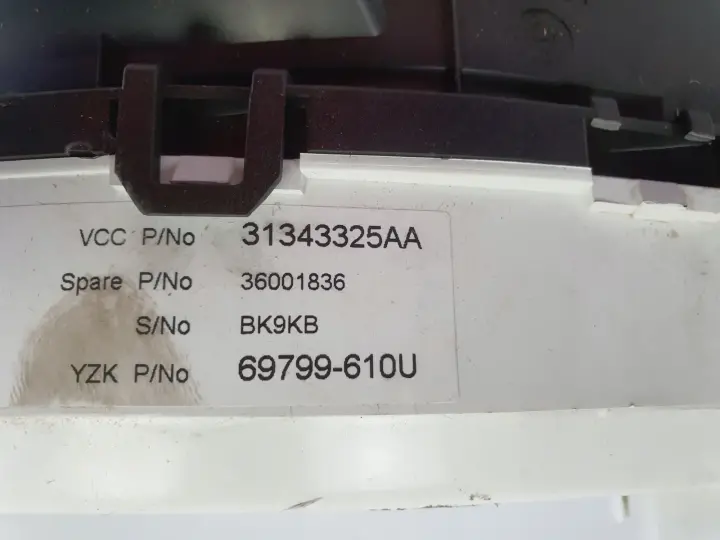 VCC P/No 31343325AA
Spare P/No 36001836
S/No BK9KB
YZK P/No 69799-610U